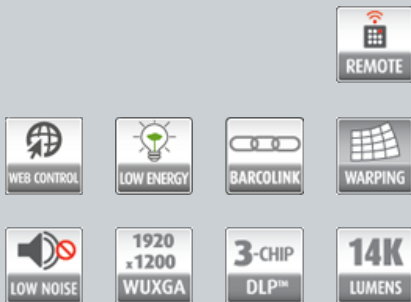 REMOTE
WEB CONTROL
LOW ENERGY
BARCOLINK
WARPING
LOW NOISE
1920
x1200
WUXGA
3-CHIP
DLP™
14K
LUMENS